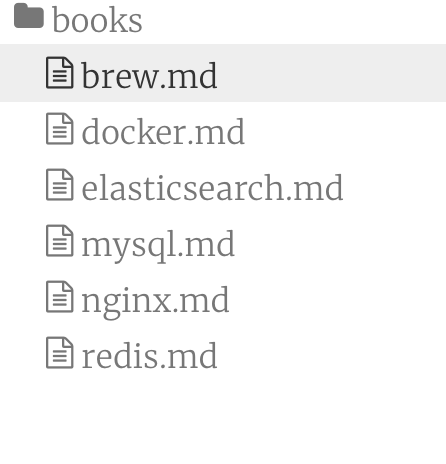 books
brew.md
docker.md
elasticsearch.md
mysql.md
nginx.md
redis.md